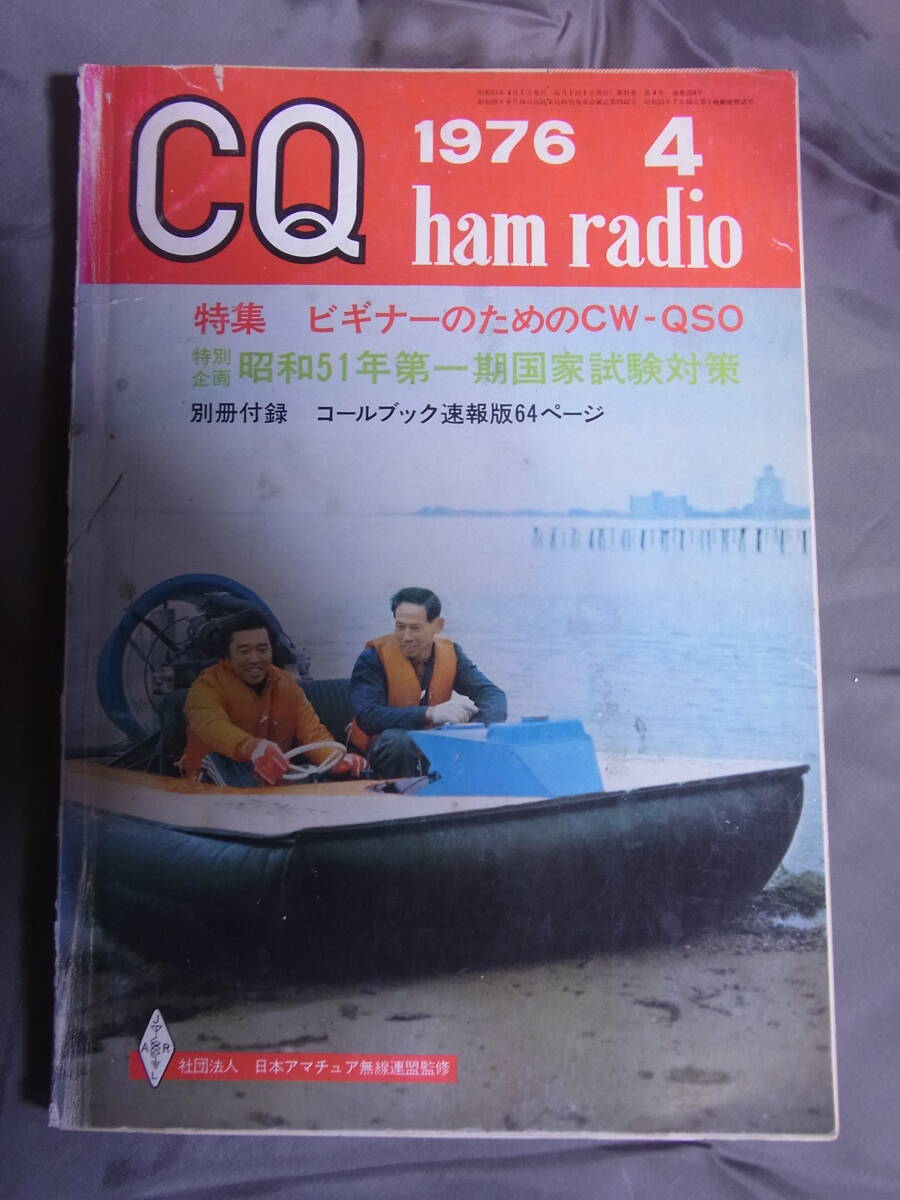 CQ
1976 4
ham radio
特集 ビギナーのためのCW-QSO
特別企画 昭和51年第一期国家試験対策
別冊付録 コールブック速報版64ページ
JARL
社団法人 日本アマチュア無線連盟監修